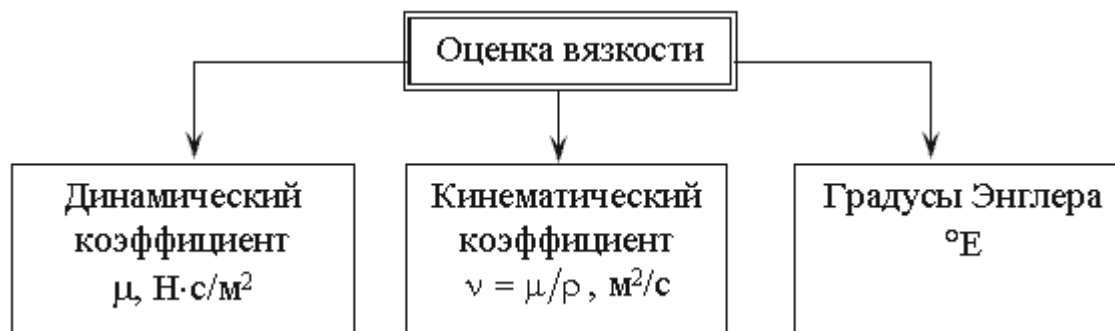 Оценка вязкости
Динамический
коэффициент
μ, Н·с/м²
Кинематический
коэффициент
ν = μ/ρ , м²/с
Градусы Энглера
°Е